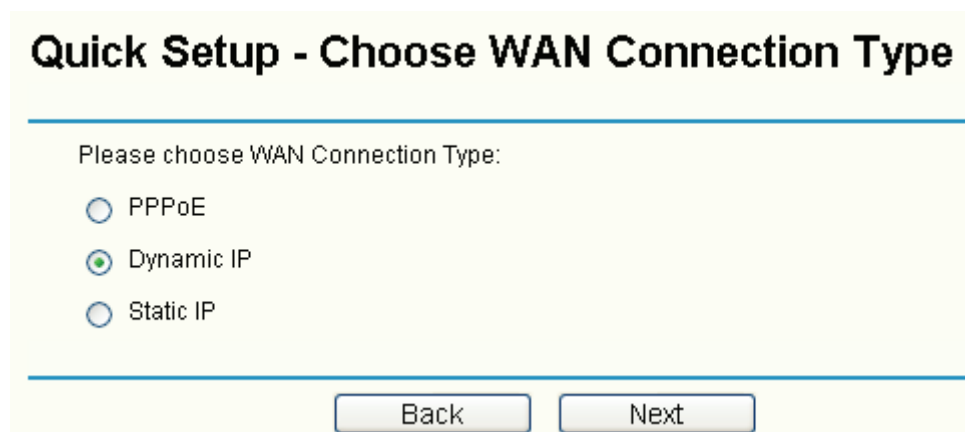 Quick Setup - Choose WAN Connection Type
Please choose WAN Connection Type:
PPPoE
Dynamic IP
Static IP
Back Next